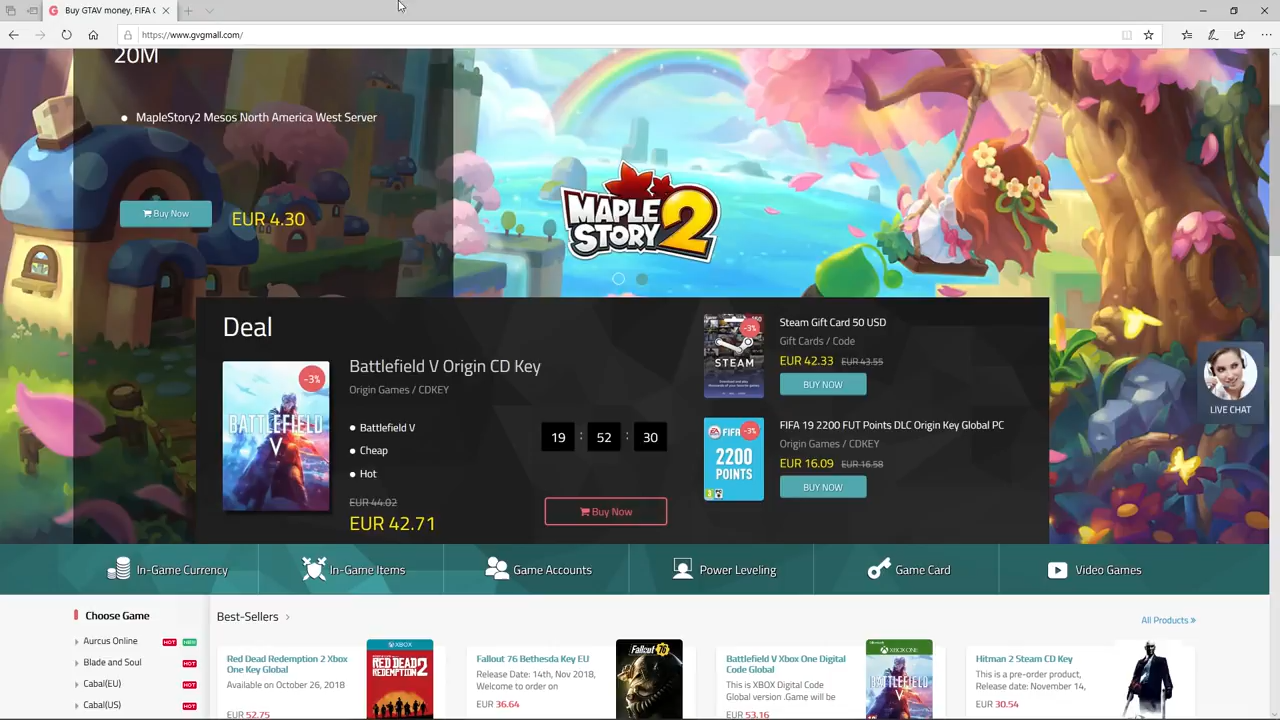 Buy GTAV money, FIFA (
https://www.gvgmall.com/
20M
MapleStory2 Mesos North America West Server
Buy Now
EUR 4.30
MAPLE
STORY 2
Deal
-3%
BATTLEFIELD
V
Battlefield V Origin CD Key
Origin Games / CDKEY
Battlefield V
Cheap
Hot
EUR 44.02
EUR 42.71
19 : 52 : 30
Buy Now
-3%
STEAM
Steam Gift Card 50 USD
Gift Cards / Code
EUR 42.33 EUR 43.55
BUY NOW
FIFA
-3%
2200
POINTS
FIFA 19 2200 FUT Points DLC Origin Key Global PC
Origin Games / CDKEY
EUR 16.09 EUR 16.58
BUY NOW
LIVE CHAT
In-Game Currency
In-Game Items
Game Accounts
Power Leveling
Game Card
Video Games
Choose Game
Aurcus Online HOT NEW
Blade and Soul HOT
Cabal(EU) HOT
Cabal(US) HOT
Best-Sellers
All Products »
Red Dead Redemption 2 Xbox
One Key Global
Available on October 26, 2018
EUR 52.75
XBOX
RED DEAD
REDEMPTION 2
Fallout 76 Bethesda Key EU
Release Date: 14th, Nov 2018,
Welcome to order on
EUR 36.64
Fallout 76
Battlefield V Xbox One Digital
Code Global
This is XBOX Digital Code
Global version .Game will be
EUR 53.16
XBOX ONE
BATTLEFIELD
Hitman 2 Steam CD Key
This is a pre-order product,
Release date: November 14,
EUR 30.54